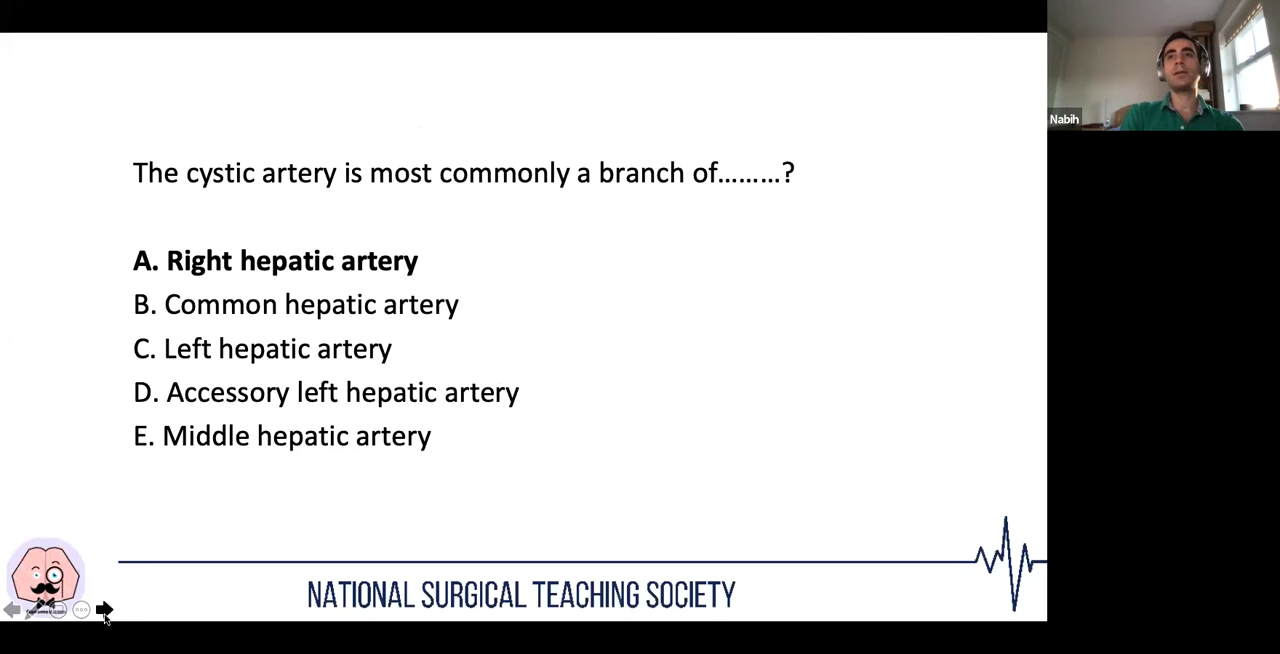 The cystic artery is most commonly a branch of.........?
A. Right hepatic artery
B. Common hepatic artery
C. Left hepatic artery
D. Accessory left hepatic artery
E. Middle hepatic artery
NATIONAL SURGICAL TEACHING SOCIETY
Nabih